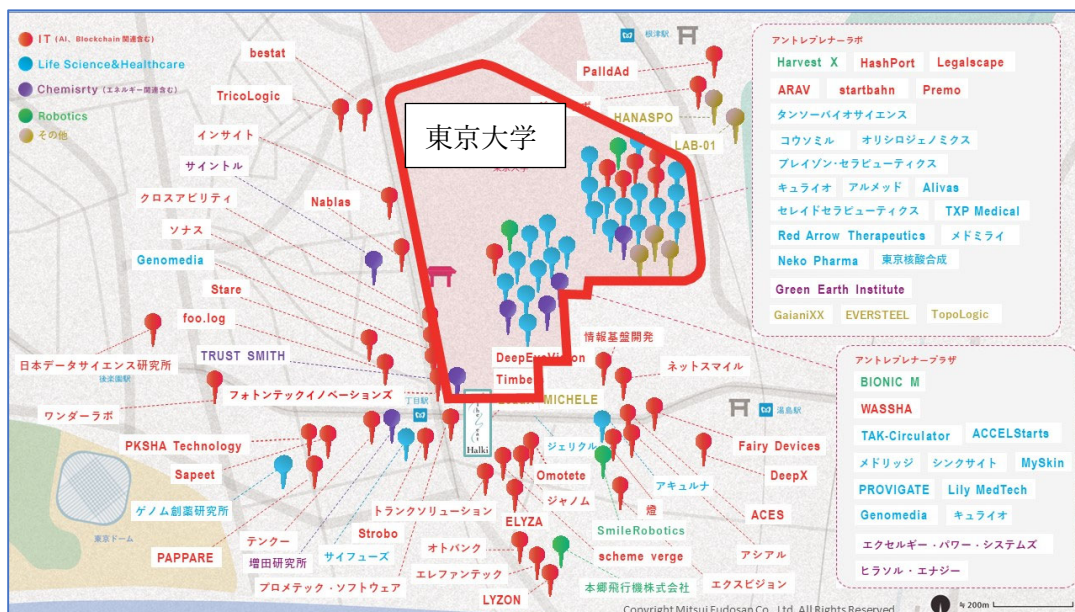 IT (AI、Blockchain 関連含む)
Life Science&Healthcare
Chemisrty (エネルギー関連含む)
Robotics
その他
bestat
TricoLogic
インサイト
サイントル
クロスアビリティ
Nablas
ソナス
Genomedia
Stare
foo.log
日本データサイエンス研究所
後楽園駅
TRUST SMITH
ワンダーラボ
フォトンテックイノベーションズ
丁目駅
PKSHA Technology
Sapeet
ゲノム創薬研究所
東京ドーム
PAPPARE
テンクー
増田研究所
プロメテック・ソフトウェア
サイフューズ
Strobo
トランクソリューション
Halki
東京大学
東京大学
根津駅
PalldAd
HANASPO
LAB-01
DeepEyeVision
Timbe
MICHELE
情報基盤開発
ネットスマイル
湯島駅
ジェリクル
Fairy Devices
DeepX
アキュルナ
Omotete
ジャノム
ELYZA
燈
ACES
SmileRobotics
アシアル
scheme verge
エクスビジョン
オトバンク
エレファンテック
LYZON
本郷飛行機株式会社
アントレプレナーラボ
Harvest X HashPort Legalscape
ARAV startbahn Premo
タンソーバイオサイエンス
コウソミル オリシロジェノミクス
ブレイゾン・セラピューティクス
キュライオ アルメッド Alivas
セレイドセラピューティクス TXP Medical
Red Arrow Therapeutics メドミライ
Neko Pharma 東京核酸合成
Green Earth Institute
GaianiXX EVERSTEEL TopoLogic
アントレプレナープラザ
BIONIC M
WASSHA
TAK-Circulator ACCELStarts
メドリッジ シンクサイト MySkin
PROVIGATE Lily MedTech
Genomedia キュライオ
エクセルギー・パワー・システムズ
ヒラソル・エナジー
Copyright Mitsui Fudosan Co., Ltd. All Rights Reserved
≒ 200m